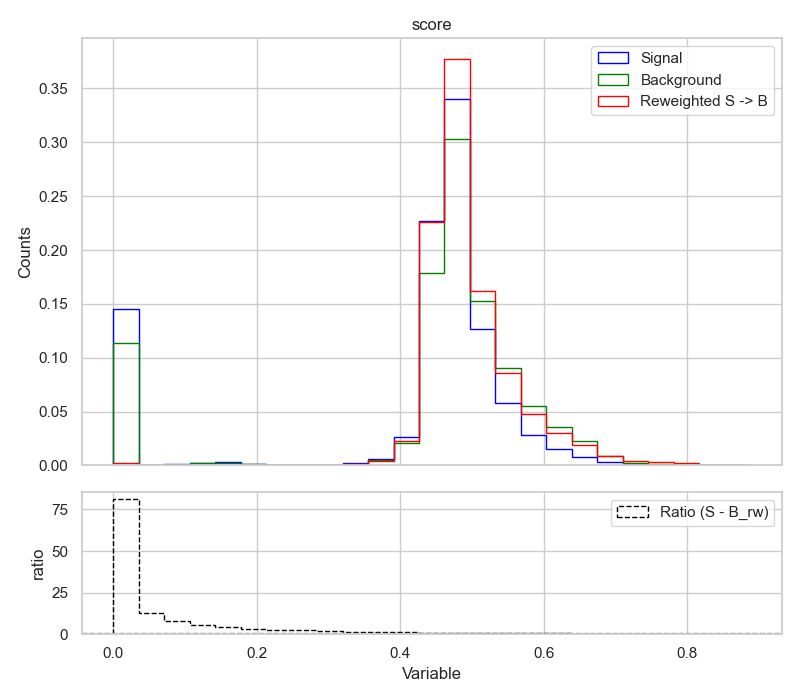 score
Signal
Background
Reweighted S -> B
Counts
0.35
0.30
0.25
0.20
0.15
0.10
0.05
0.00
Ratio (S - B_rw)
ratio
75
50
25
0
0.0 0.2 0.4 0.6 0.8
Variable